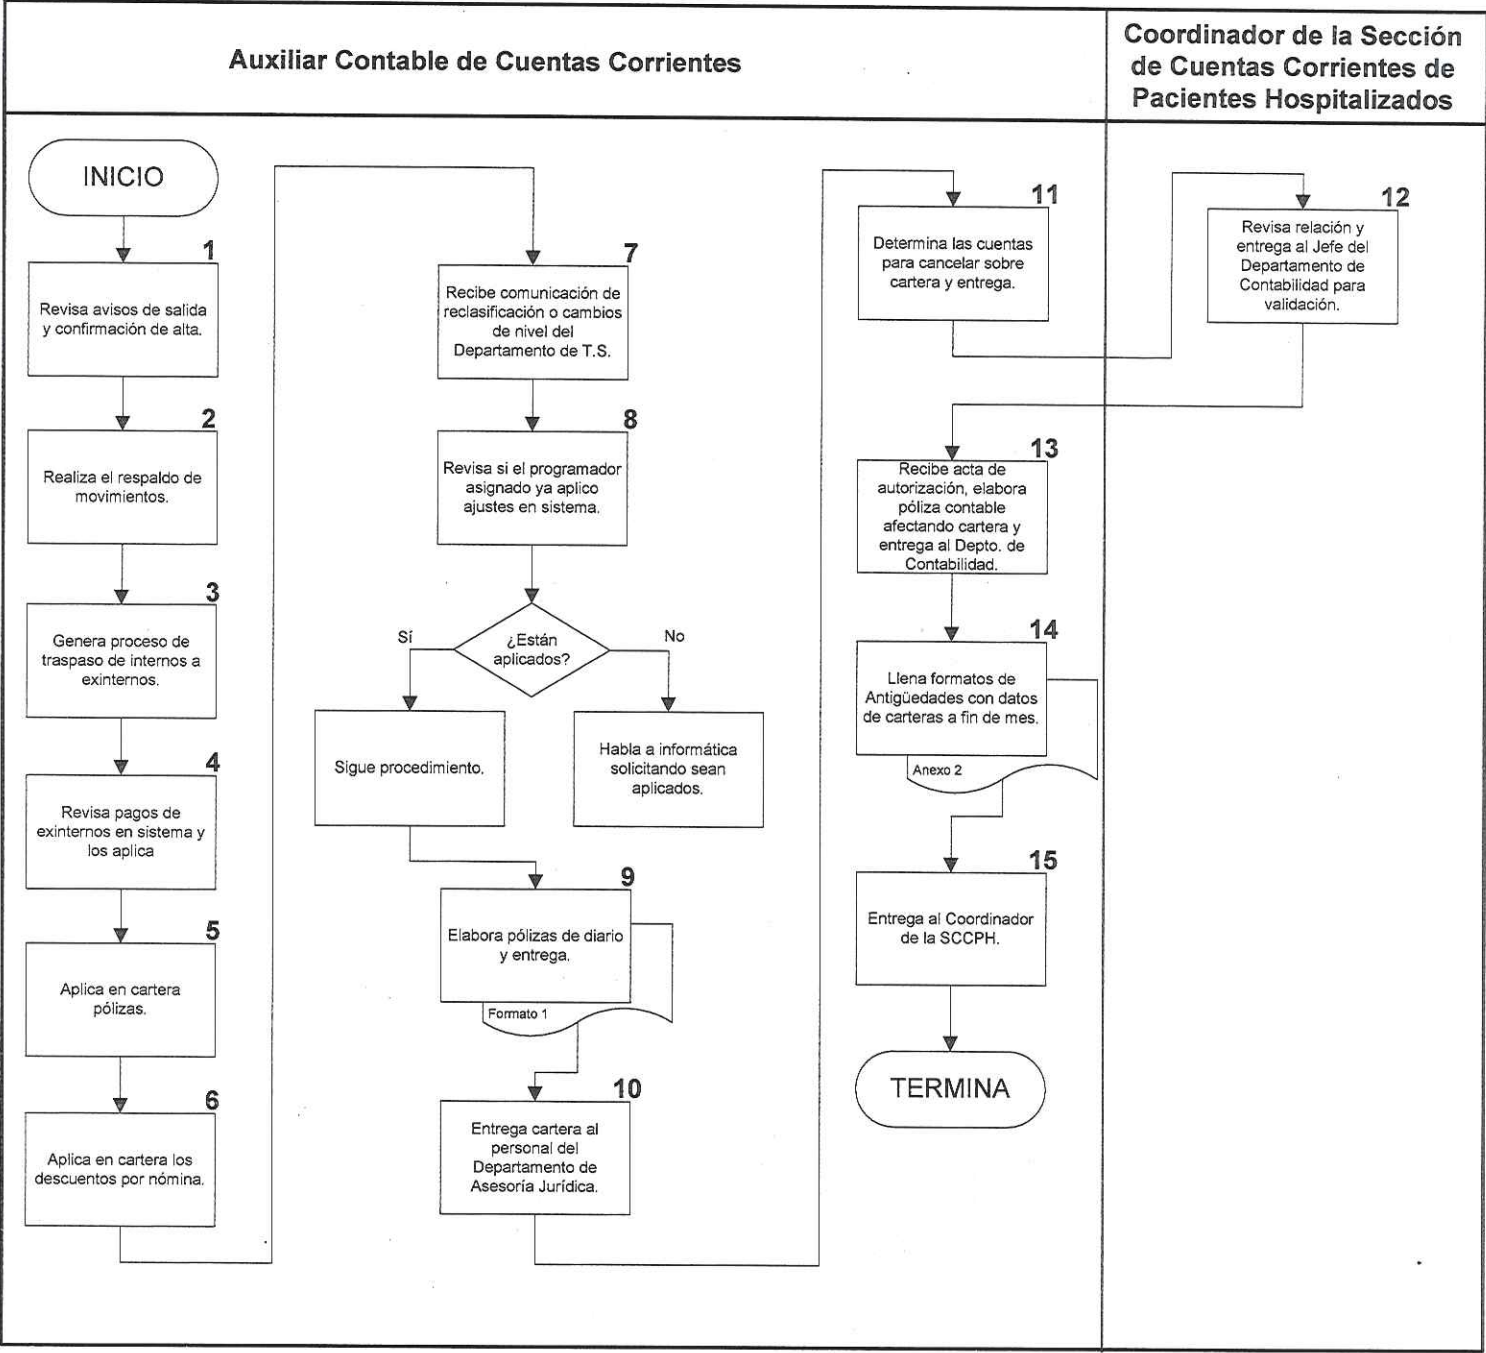 Auxiliar Contable de Cuentas Corrientes
Coordinador de la Sección
de Cuentas Corrientes de
Pacientes Hospitalizados
INICIO
1
Revisa avisos de salida
y confirmación de alta.
2
Realiza el respaldo de
movimientos.
3
Genera proceso de
traspaso de internos a
exinternos.
4
Revisa pagos de
exinternos en sistema y
los aplica
5
Aplica en cartera
pólizas.
6
Aplica en cartera los
descuentos por nómina.
7
Recibe comunicación de
reclasificación o cambios
de nivel del
Departamento de T.S.
8
Revisa si el programador
asignado ya aplico
ajustes en sistema.
¿Están
aplicados?
Sí
No
Sigue procedimiento.
Habla a informática
solicitando sean
aplicados.
9
Elabora pólizas de diario
y entrega.
Formato 1
10
Entrega cartera al
personal del
Departamento de
Asesoría Jurídica.
11
Determina las cuentas
para cancelar sobre
cartera y entrega.
12
Revisa relación y
entrega al Jefe del
Departamento de
Contabilidad para
validación.
13
Recibe acta de
autorización, elabora
póliza contable
afectando cartera y
entrega al Depto. de
Contabilidad.
14
Llena formatos de
Antigüedades con datos
de carteras a fin de mes.
Anexo 2
15
Entrega al Coordinador
de la SCCPH.
TERMINA